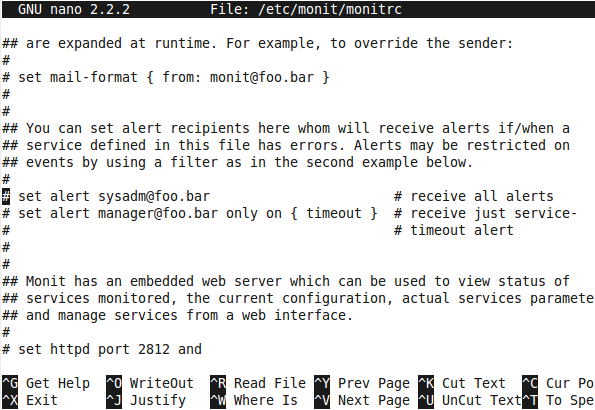 GNU nano 2.2.2 File: /etc/monit/monitrc
## are expanded at runtime. For example, to override the sender:
#
# set mail-format { from: monit@foo.bar }
#
#
## You can set alert recipients here whom will receive alerts if/when a
## service defined in this file has errors. Alerts may be restricted on
## events by using a filter as in the second example below.
#
# set alert sysadm@foo.bar # receive all alerts
# set alert manager@foo.bar only on { timeout } # receive just service-
# # timeout alert
#
#
## Monit has an embedded web server which can be used to view status of
## services monitored, the current configuration, actual services paramete
## and manages services from a web interface.
#
# set httpd port 2812 and
^G Get Help ^O WriteOut ^R Read File ^Y Prev Page ^K Cut Text ^C Cur Po
^X Exit ^J Justify ^W Where Is ^V Next Page ^U UnCut Text ^T To Spe